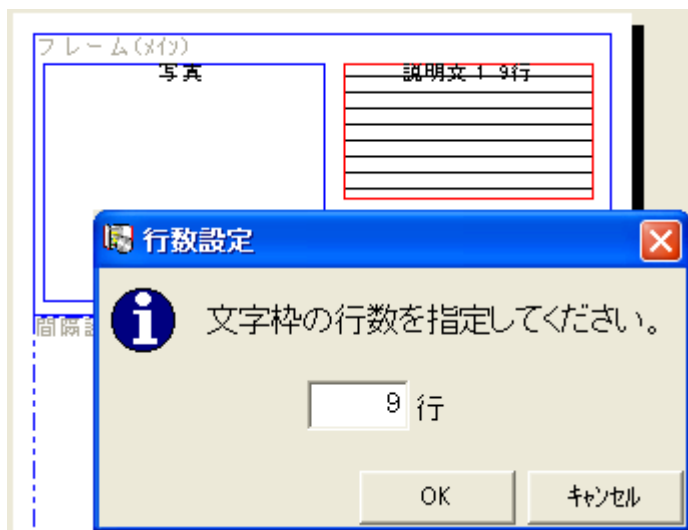 フレーム(ﾒｲﾝ)
写真
説明文１ 9行
行数設定
間隔
文字枠の行数を指定してください。
9 行
OK
ｷｬﾝｾﾙ